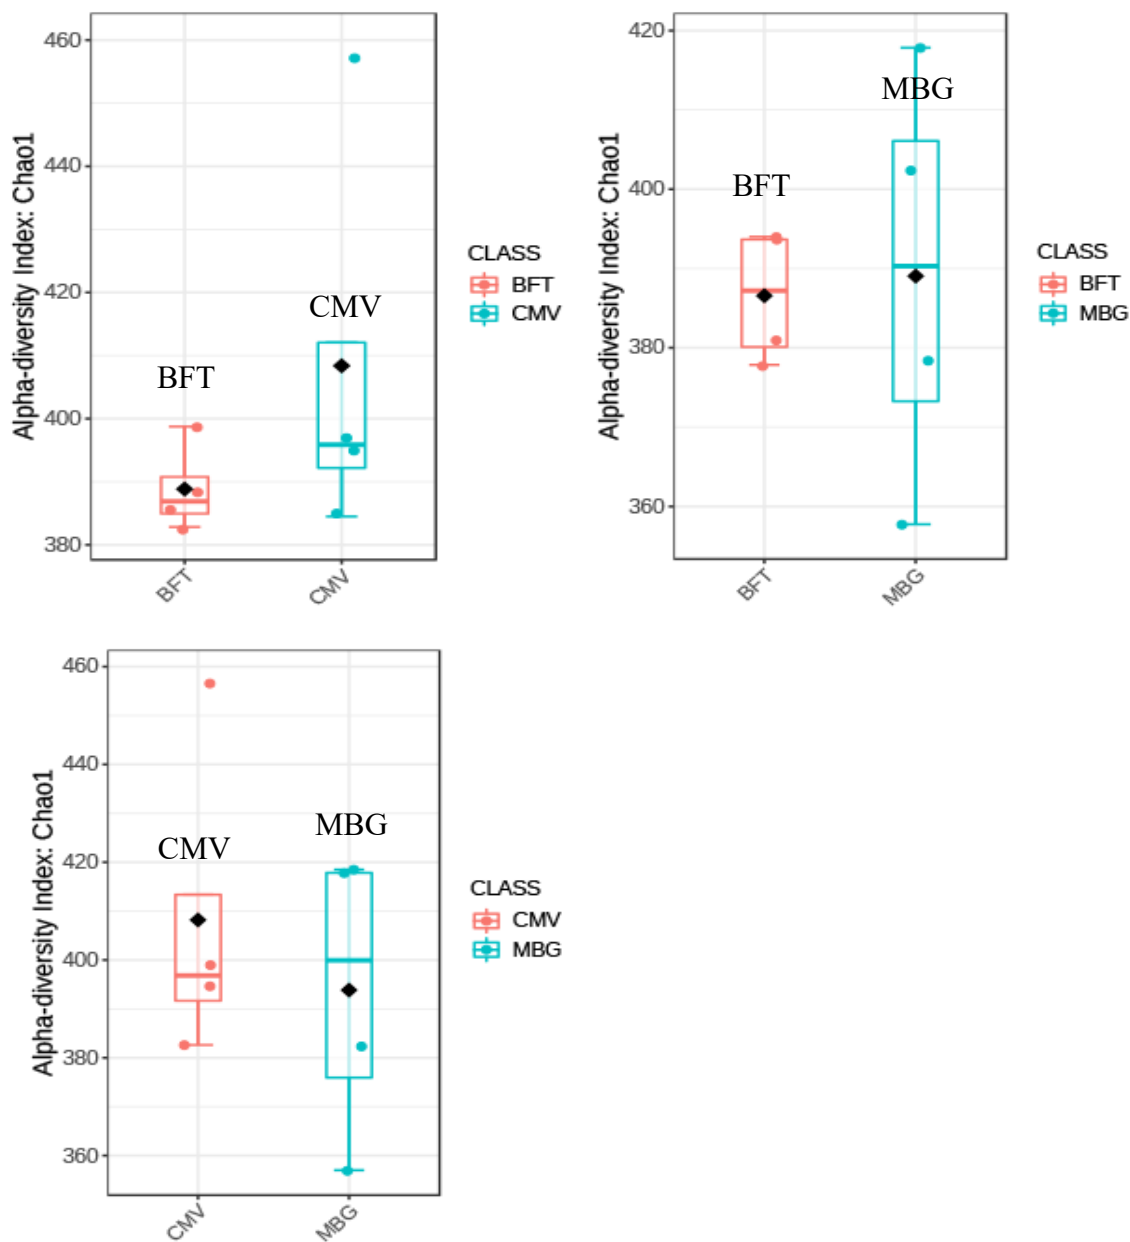 Alpha-diversity Index: Chao1
460
440
420
400
380
BFT
CMV
BFT
CMV
CLASS
BFT
CMV
Alpha-diversity Index: Chao1
420
400
380
360
BFT
MBG
BFT
MBG
CLASS
BFT
MBG
Alpha-diversity Index: Chao1
460
440
420
400
380
360
CMV
MBG
CMV
MBG
CLASS
CMV
MBG